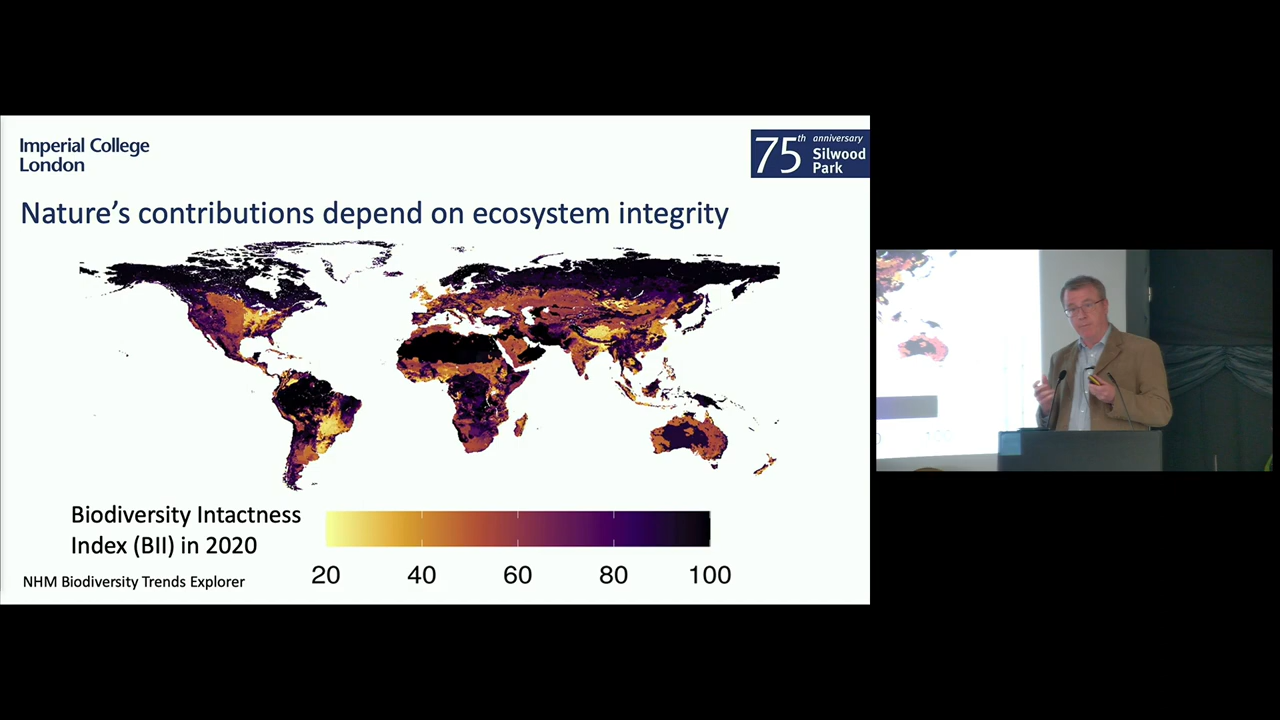 Imperial College
London
75th anniversary
Silwood
Park
Nature's contributions depend on ecosystem integrity
Biodiversity Intactness
Index (BII) in 2020
20 40 60 80 100
NHM Biodiversity Trends Explorer